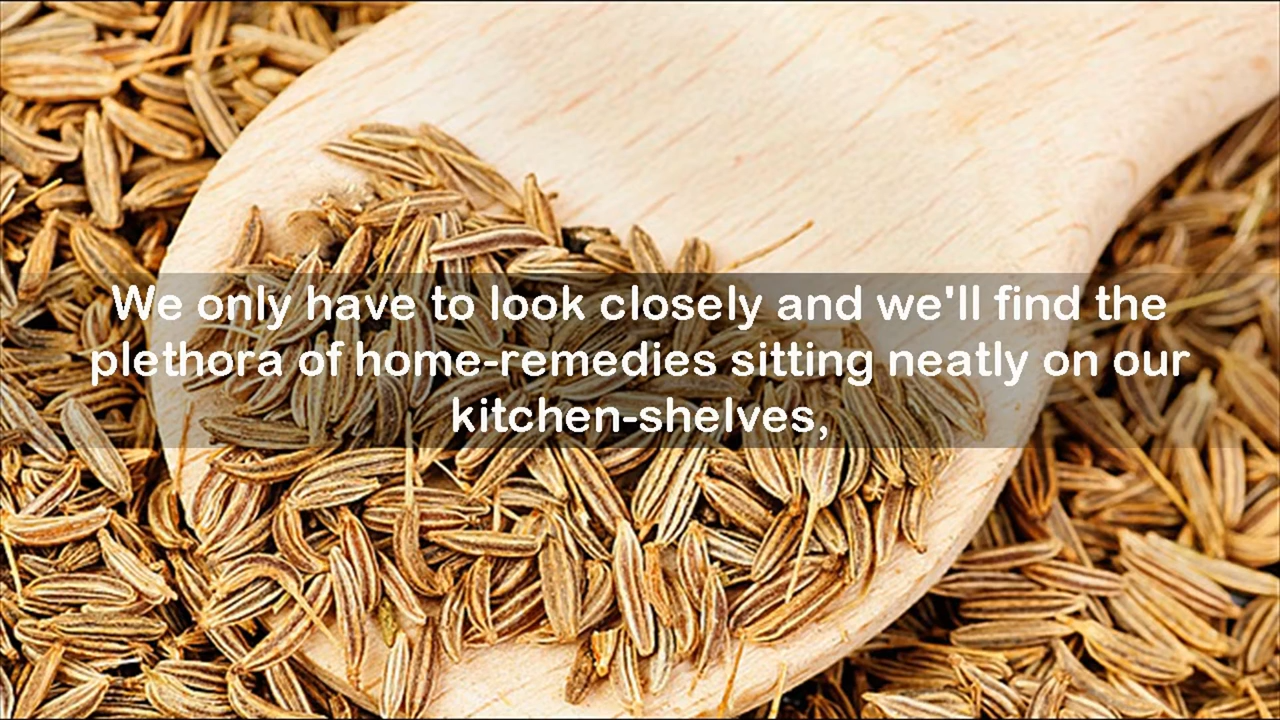 We only have to look closely and we'll find the
plethora of home-remedies sitting neatly on our
kitchen-shelves,